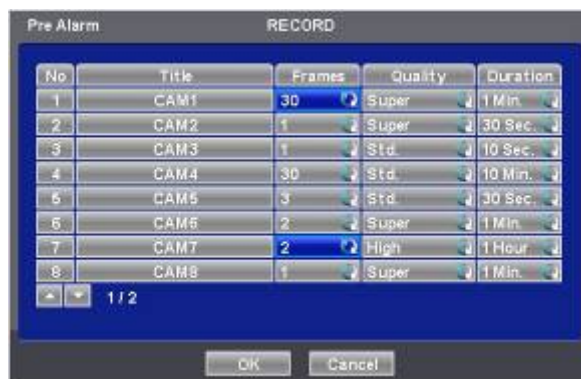 Pre Alarm RECORD
No Title Frames Quality Duration
1 CAM1 30 Super 1 Min.
2 CAM2 1 Super 30 Sec.
3 CAM3 1 Std. 10 Sec.
4 CAM4 30 Std. 10 Min.
5 CAM5 3 Std. 30 Sec.
6 CAM6 2 Super 1 Min.
7 CAM7 2 High 1 Hour
8 CAM8 1 Super 1 Min.
1 / 2
OK Cancel